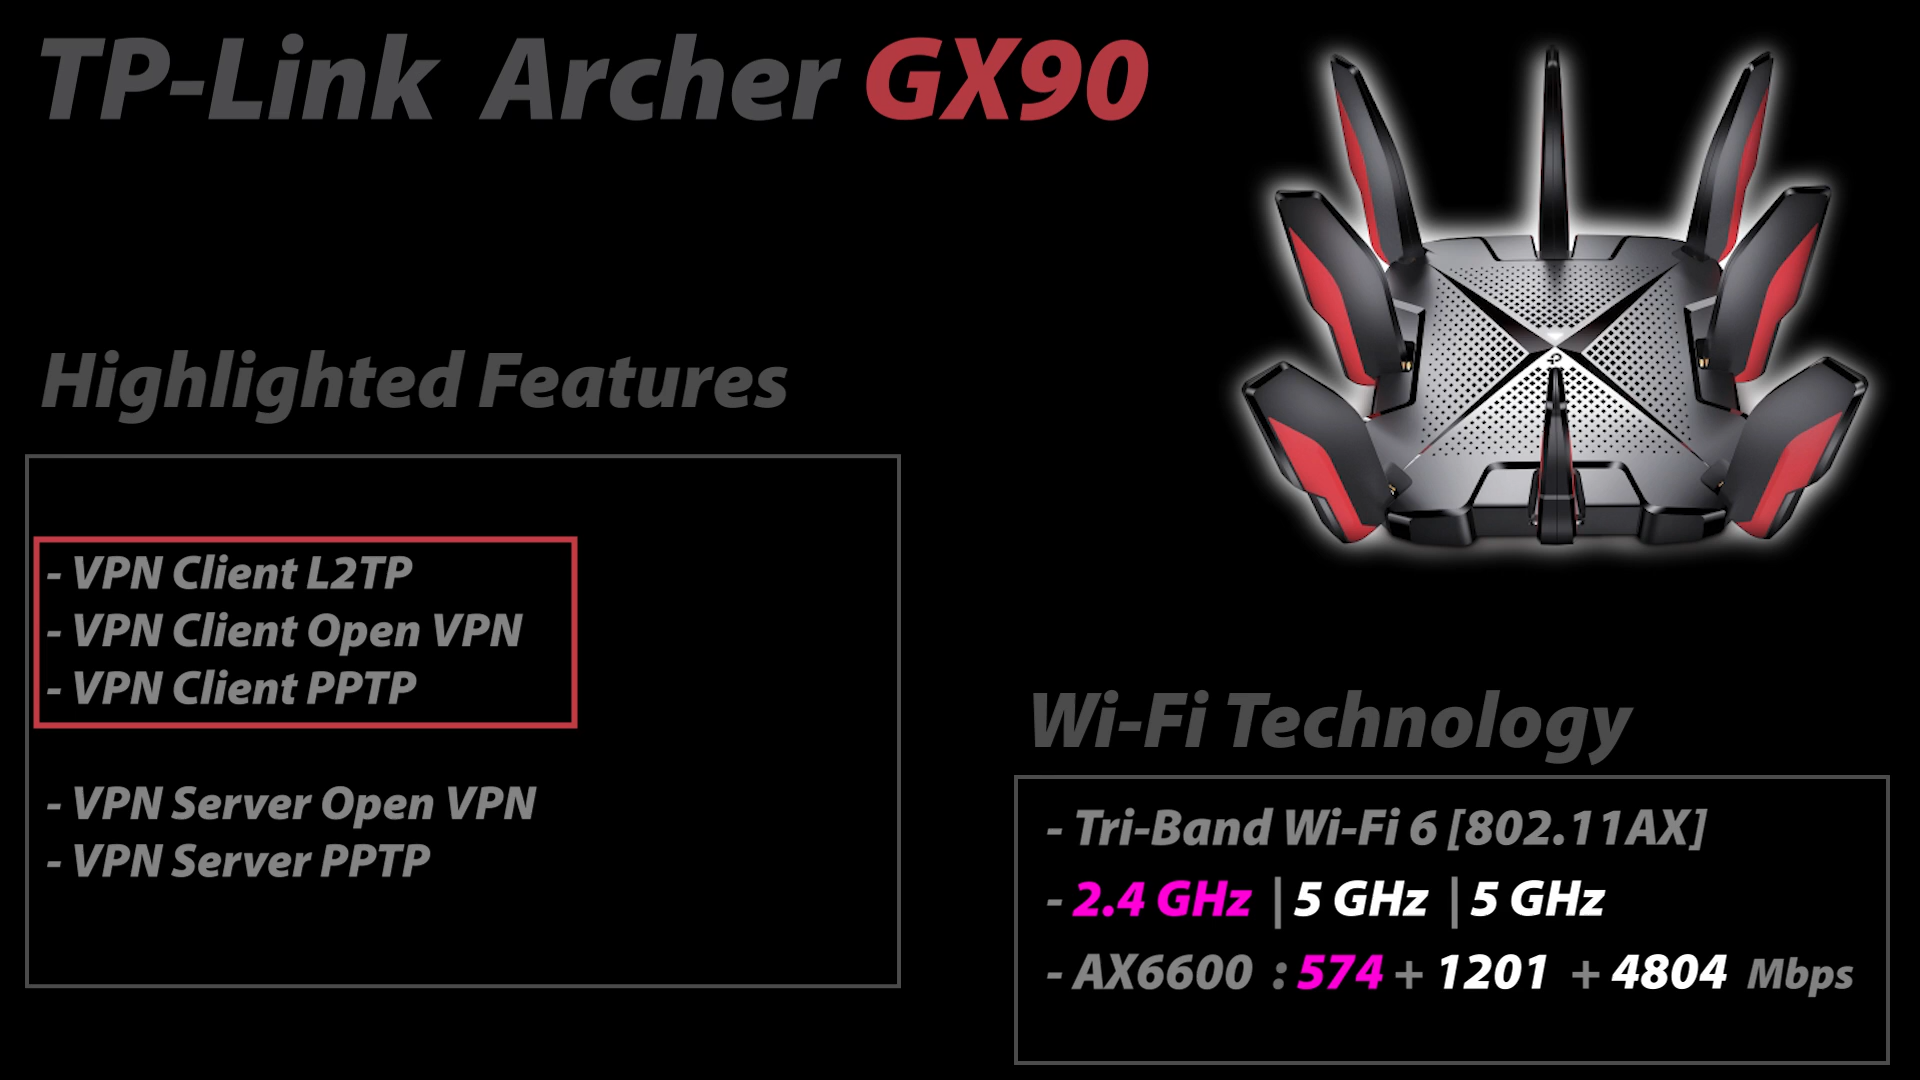 TP-Link Archer GX90
Highlighted Features
- VPN Client L2TP
- VPN Client Open VPN
- VPN Client PPTP
- VPN Server Open VPN
- VPN Server PPTP
Wi-Fi Technology
- Tri-Band Wi-Fi 6 [802.11AX]
- 2.4 GHz | 5 GHz | 5 GHz
- AX6600 : 574 + 1201 + 4804 Mbps